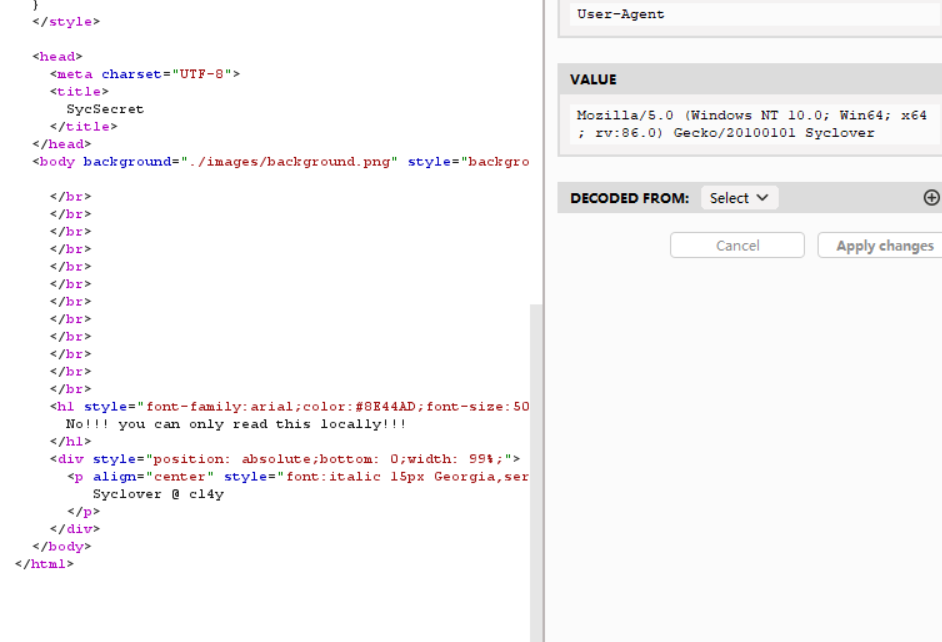 }
</style>
<head>
<meta charset="UTF-8">
<title>
SycSecret
</title>
</head>
<body background="./images/background.png" style="backgro
</br>
</br>
</br>
</br>
</br>
</br>
</br>
</br>
</br>
</br>
</br>
</br>
<h1 style="font-family:arial;color:#8E44AD;font-size:50
No!!! you can only read this locally!!!
</h1>
<div style="position: absolute;bottom: 0;width: 99%;">
<p align="center" style="font:italic 15px Georgia,ser
Syclover @ cl4y
</p>
</div>
</body>
</html>
User-Agent
VALUE
Mozilla/5.0 (Windows NT 10.0; Win64; x64
; rv:86.0) Gecko/20100101 Syclover
DECODED FROM: Select
Cancel Apply changes